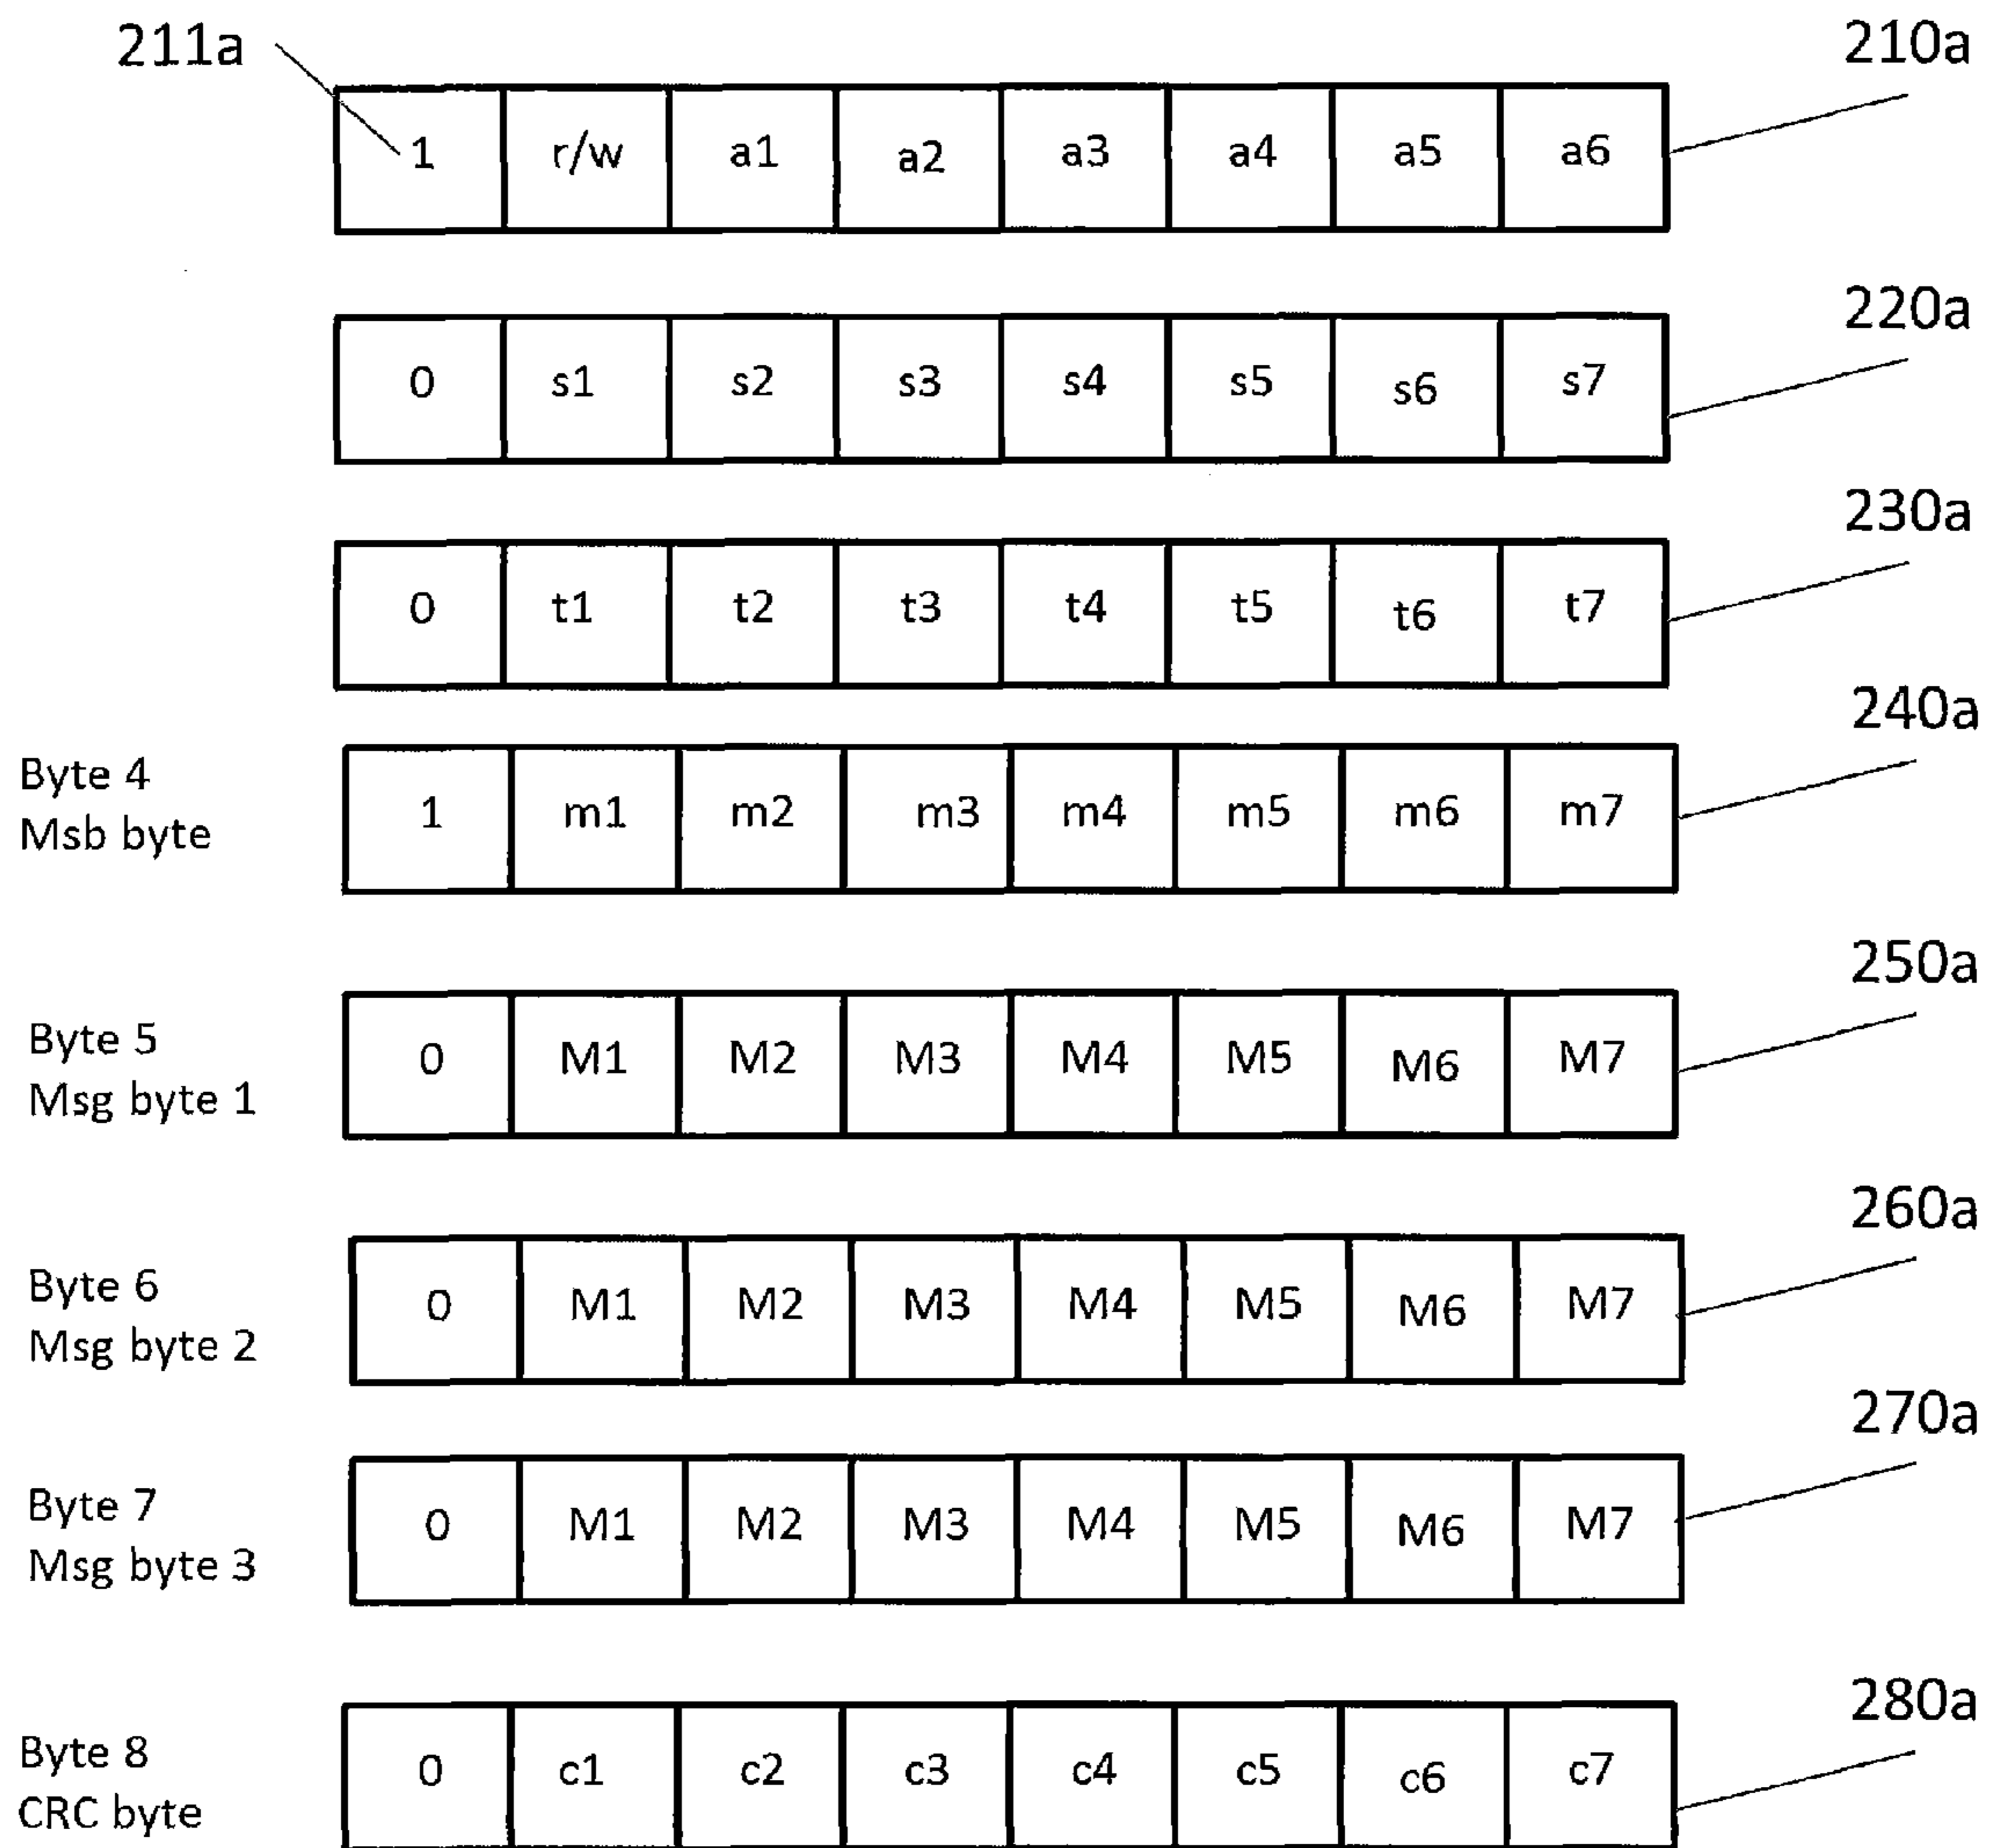 211a 210a
1 r/w a1 a2 a3 a4 a5 a6
220a
0 s1 s2 s3 s4 s5 s6 s7
230a
0 t1 t2 t3 t4 t5 t6 t7
240a
Byte 4
Msb byte
1 m1 m2 m3 m4 m5 m6 m7
250a
Byte 5
Msg byte 1
0 M1 M2 M3 M4 M5 M6 M7
260a
Byte 6
Msg byte 2
0 M1 M2 M3 M4 M5 M6 M7
270a
Byte 7
Msg byte 3
0 M1 M2 M3 M4 M5 M6 M7
280a
Byte 8
CRC byte
0 c1 c2 c3 c4 c5 c6 c7